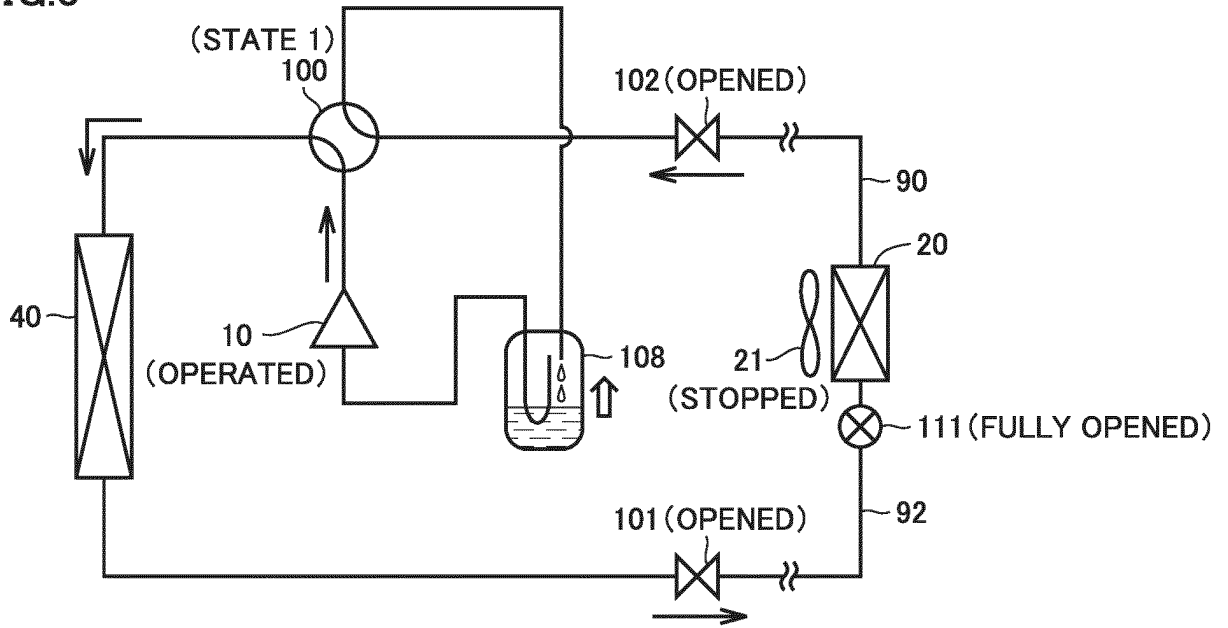 (STATE 1)
100
102(OPENED)
90
20
40
10
(OPERATED)
108
21
(STOPPED)
111(FULLY OPENED)
101(OPENED)
92